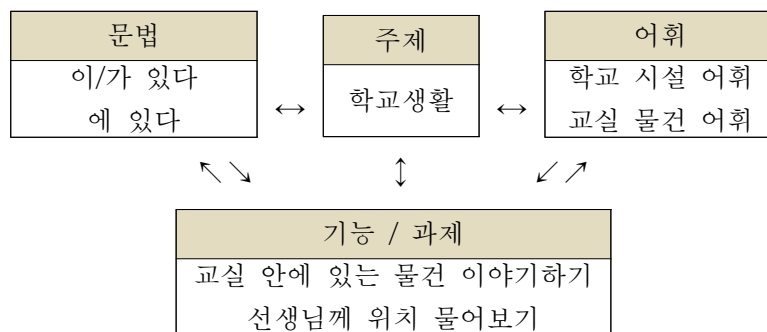 문법
이/가 있다
에 있다
↔
주제
학교생활
↔
어휘
학교 시설 어휘
교실 물건 어휘
↖↘
↕
↙↗
기능 / 과제
교실 안에 있는 물건 이야기하기
선생님께 위치 물어보기